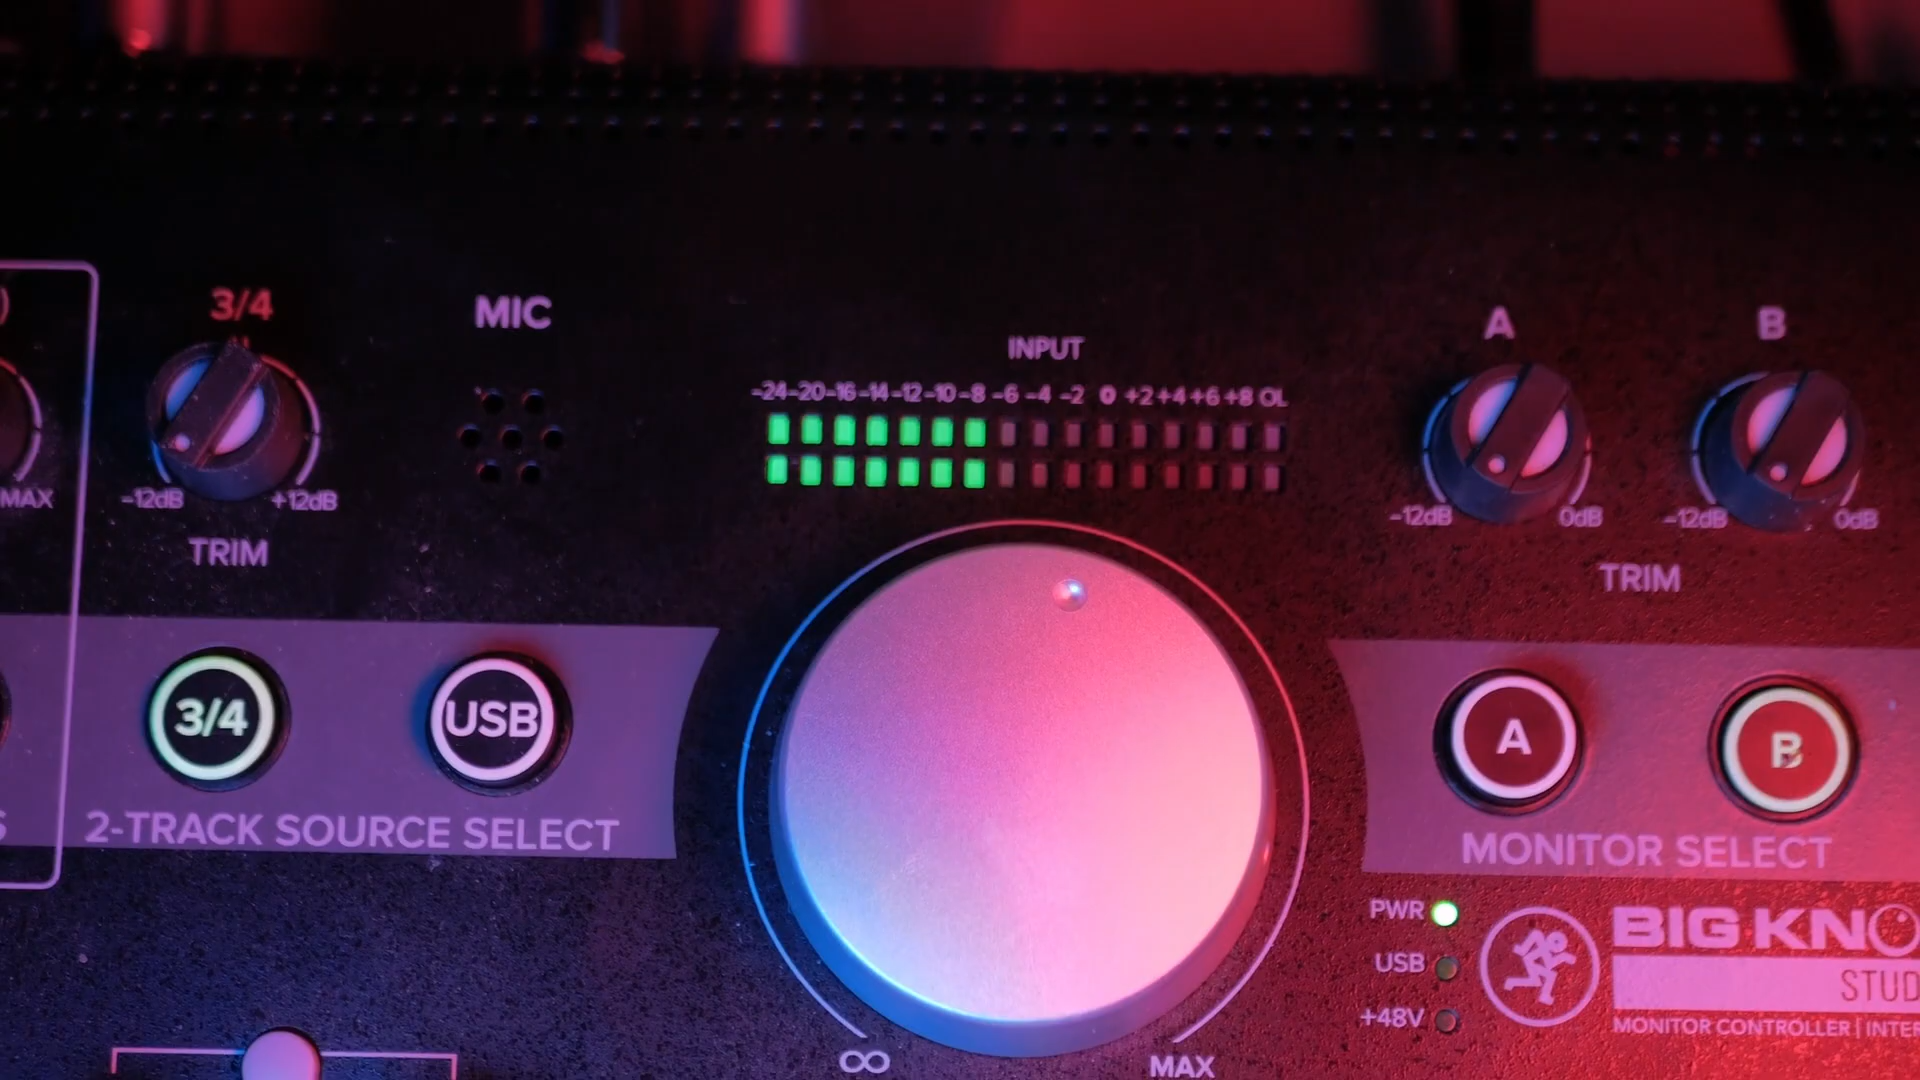 3/4
MIC
INPUT
-24 -20 -16 -14 -12 -10 -8 -6 -4 -2 0 +2 +4 +6 +8 OL
A
B
)
MAX
-12dB
+12dB
TRIM
-12dB
0dB
-12dB
0dB
TRIM
3/4
USB
A
B
S
2-TRACK SOURCE SELECT
MONITOR SELECT
PWR
USB
+48V
BIG KNO
STUD
MONITOR CONTROLLER | INTER
∞
MAX